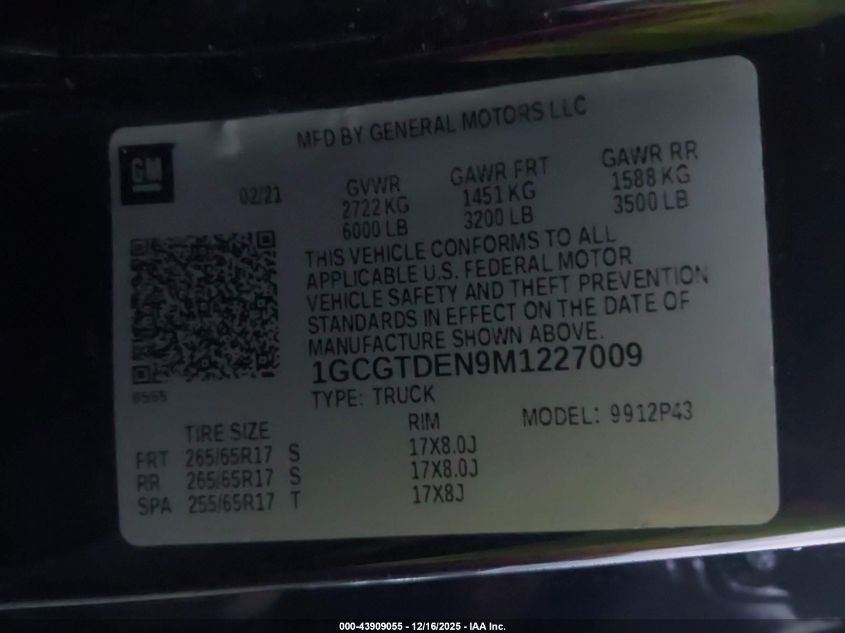 MFD BY GENERAL MOTORS LLC
GM
02/21
GVWR GAWR FRT GAWR RR
2722 KG 1451 KG 1588 KG
6000 LB 3200 LB 3500 LB
THIS VEHICLE CONFORMS TO ALL
APPLICABLE U.S. FEDERAL MOTOR
VEHICLE SAFETY AND THEFT PREVENTION
STANDARDS IN EFFECT ON THE DATE OF
MANUFACTURE SHOWN ABOVE.
1GCGTDEN9M1227009
TYPE: TRUCK
MODEL: 9912P43
TIRE SIZE RIM
FRT 265/65R17 S 17X8.0J
RR 265/65R17 S 17X8.0J
SPA 255/65R17 T 17X8J
000-43909055 - 12/16/2025 - IAA Inc.